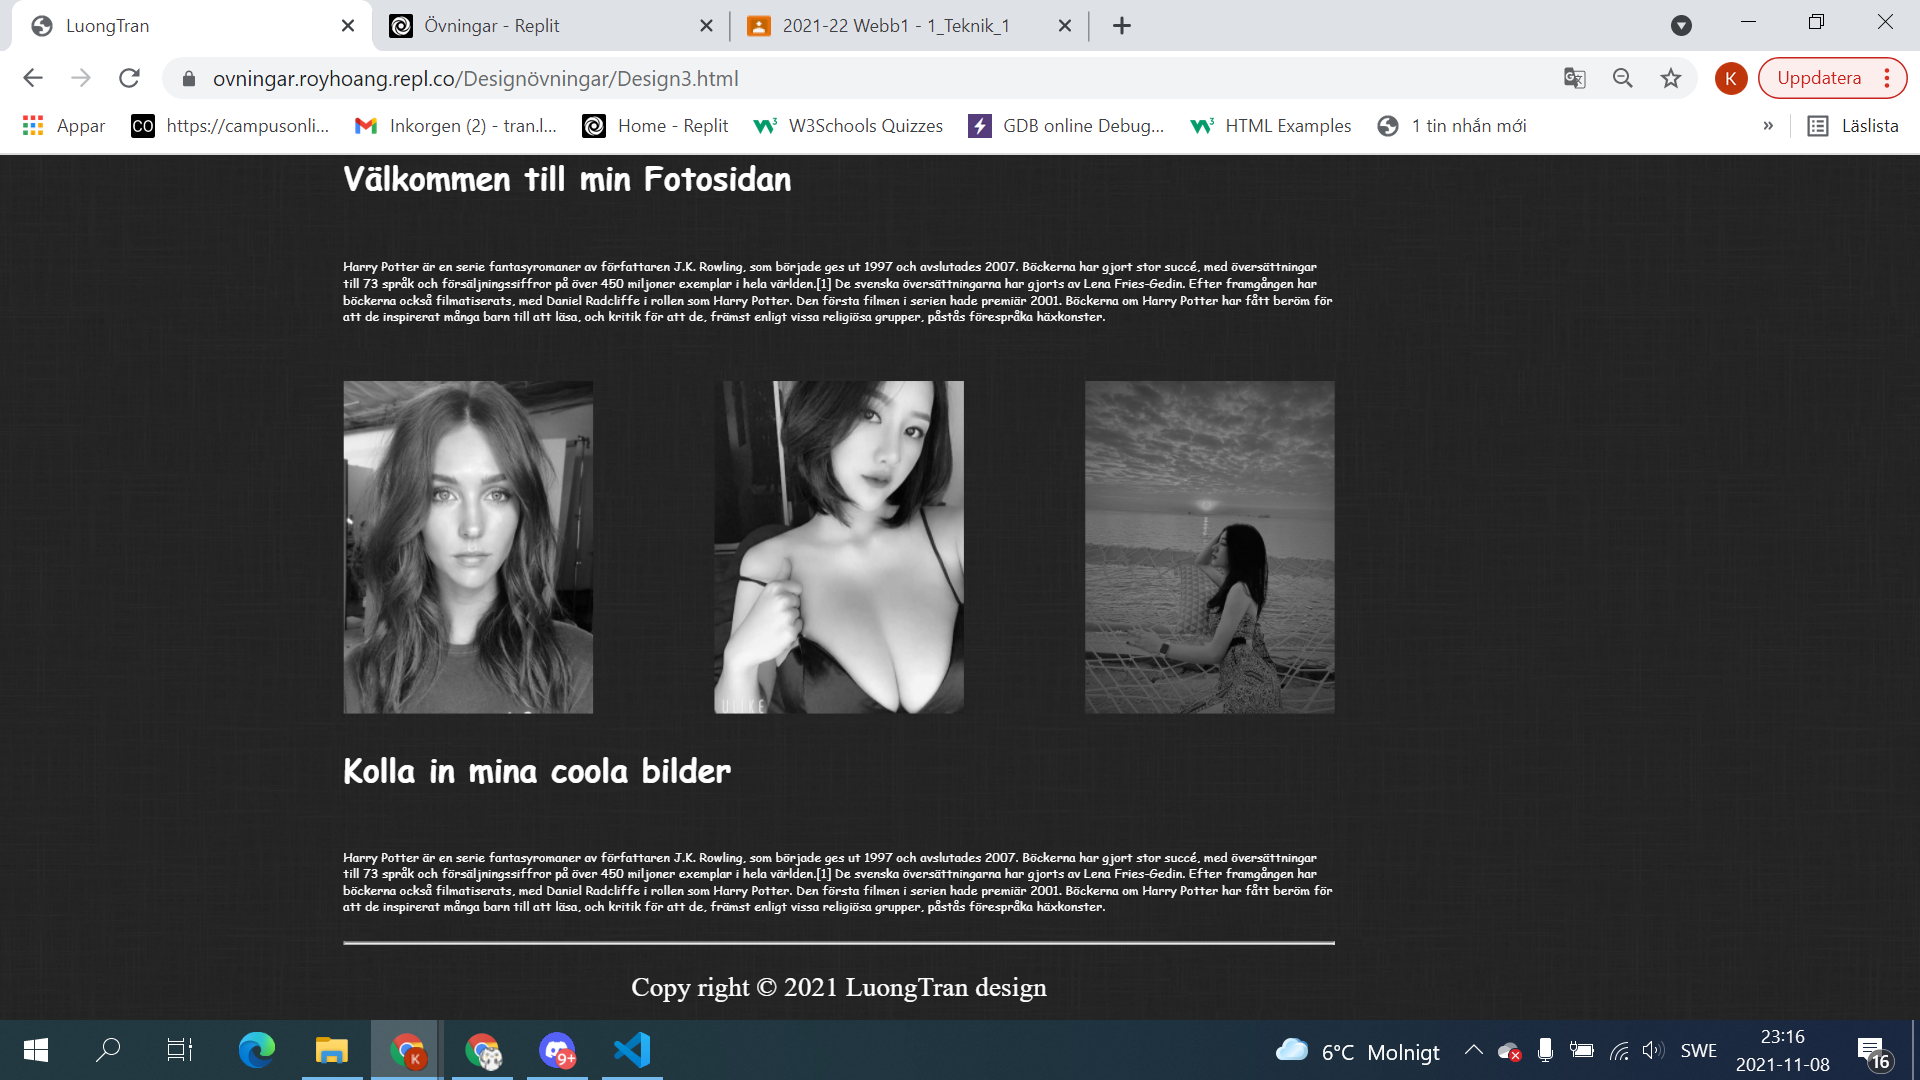 LuongTran
Övningar - Replit
2021-22 Webb1 - 1_Teknik_1
ovningar.royhoang.repl.co/Designövningar/Design3.html
K
Uppdatera
Appar
CO
https://campusonli...
Inkorgen (2) - tran.l...
Home - Replit
W3Schools Quizzes
GDB online Debug...
HTML Examples
1 tin nhắn mới
»
Läslista
Välkommen till min Fotosidan
Harry Potter är en serie fantasyromaner av författaren J.K. Rowling, som började ges ut 1997 och avslutades 2007. Böckerna har gjort stor succé, med översättningar
till 73 språk och försäljningssiffror på över 450 miljoner exemplar i hela världen.[1] De svenska översättningarna har gjorts av Lena Fries-Gedin. Efter framgången har
böckerna också filmatiserats, med Daniel Radcliffe i rollen som Harry Potter. Den första filmen i serien hade premiär 2001. Böckerna om Harry Potter har fått beröm för
att de inspirerat många barn till att läsa, och kritik för att de, främst enligt vissa religiösa grupper, påstås förespråka häxkonster.
ULIKE
Kolla in mina coola bilder
Harry Potter är en serie fantasyromaner av författaren J.K. Rowling, som började ges ut 1997 och avslutades 2007. Böckerna har gjort stor succé, med översättningar
till 73 språk och försäljningssiffror på över 450 miljoner exemplar i hela världen.[1] De svenska översättningarna har gjorts av Lena Fries-Gedin. Efter framgången har
böckerna också filmatiserats, med Daniel Radcliffe i rollen som Harry Potter. Den första filmen i serien hade premiär 2001. Böckerna om Harry Potter har fått beröm för
att de inspirerat många barn till att läsa, och kritik för att de, främst enligt vissa religiösa grupper, påstås förespråka häxkonster.
Copy right © 2021 LuongTran design
K
9+
6°C Molnigt
SWE
23:16
2021-11-08
16